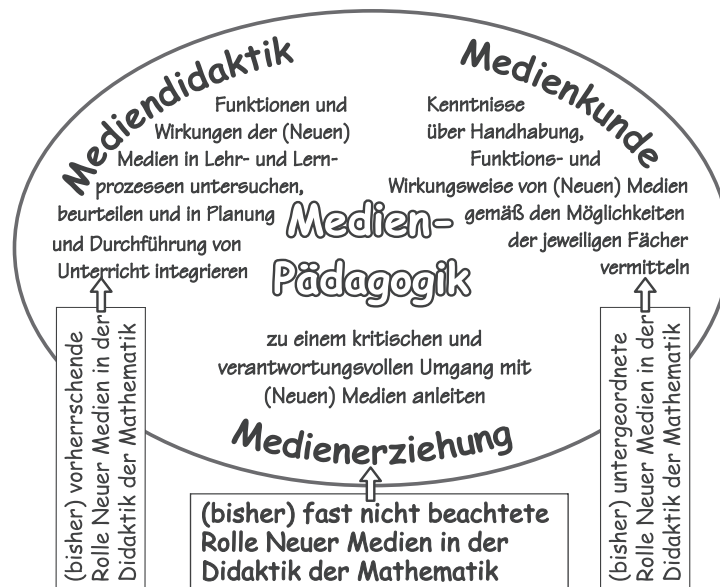 Mediendidaktik
Funktionen und
Wirkungen der (Neuen)
Medien in Lehr- und Lern-
prozessen untersuchen,
beurteilen und in Planung
und Durchführung von
Unterricht integrieren
Medienkunde
Kenntnisse
über Handhabung,
Funktions- und
Wirkungsweise von (Neuen) Medien
gemäß den Möglichkeiten
der jeweiligen Fächer
vermitteln
Medien-
Pädagogik
zu einem kritischen und
verantwortungsvollen Umgang mit
(Neuen) Medien anleiten
Medienerziehung
(bisher) vorherrschende
Rolle Neuer Medien in der
Didaktik der Mathematik
(bisher) fast nicht beachtete
Rolle Neuer Medien in der
Didaktik der Mathematik
(bisher) untergeordnete
Rolle Neuer Medien in der
Didaktik der Mathematik